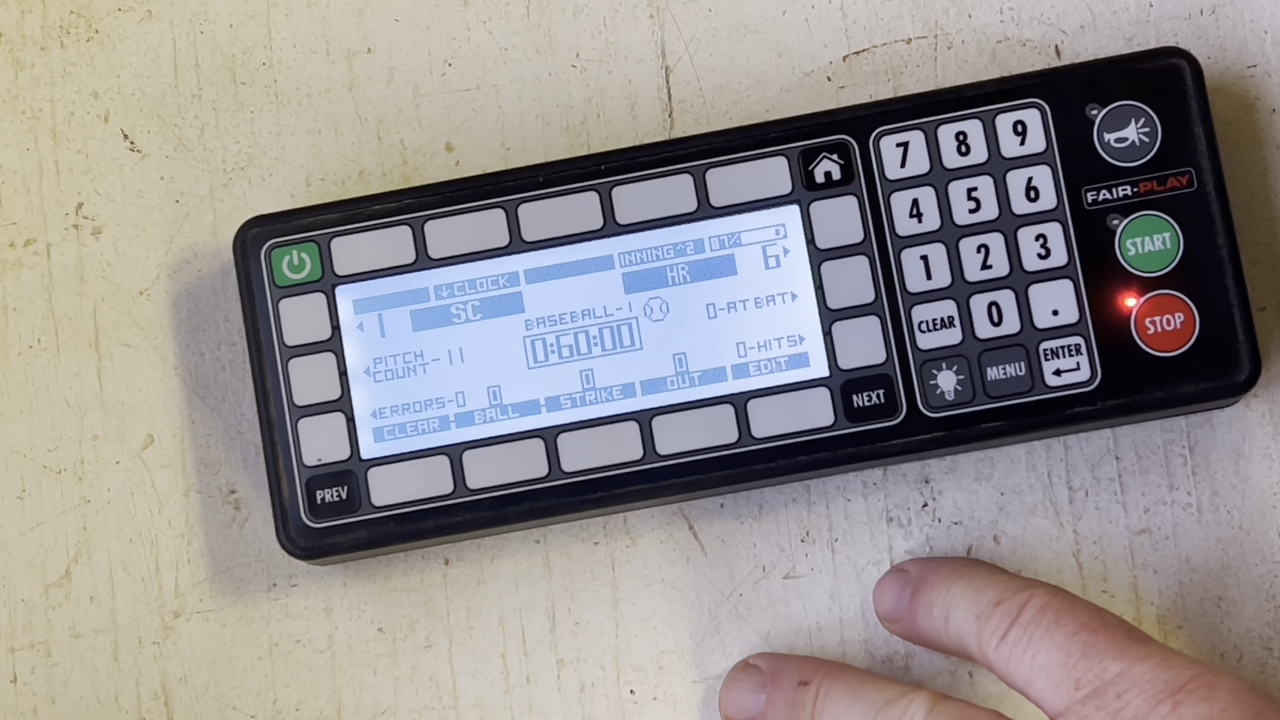 ↓CLOCK INNING^2 87%
SC HR
1 6
BASEBALL-1
0-AT BAT
PITCH COUNT-11
0:60:00
0-HITS
ERRORS-0 0 0 0
CLEAR BALL STRIKE OUT EDIT
PREV
NEXT
7 8 9
4 5 6
1 2 3
CLEAR 0 .
MENU ENTER
FAIR-PLAY
START
STOP